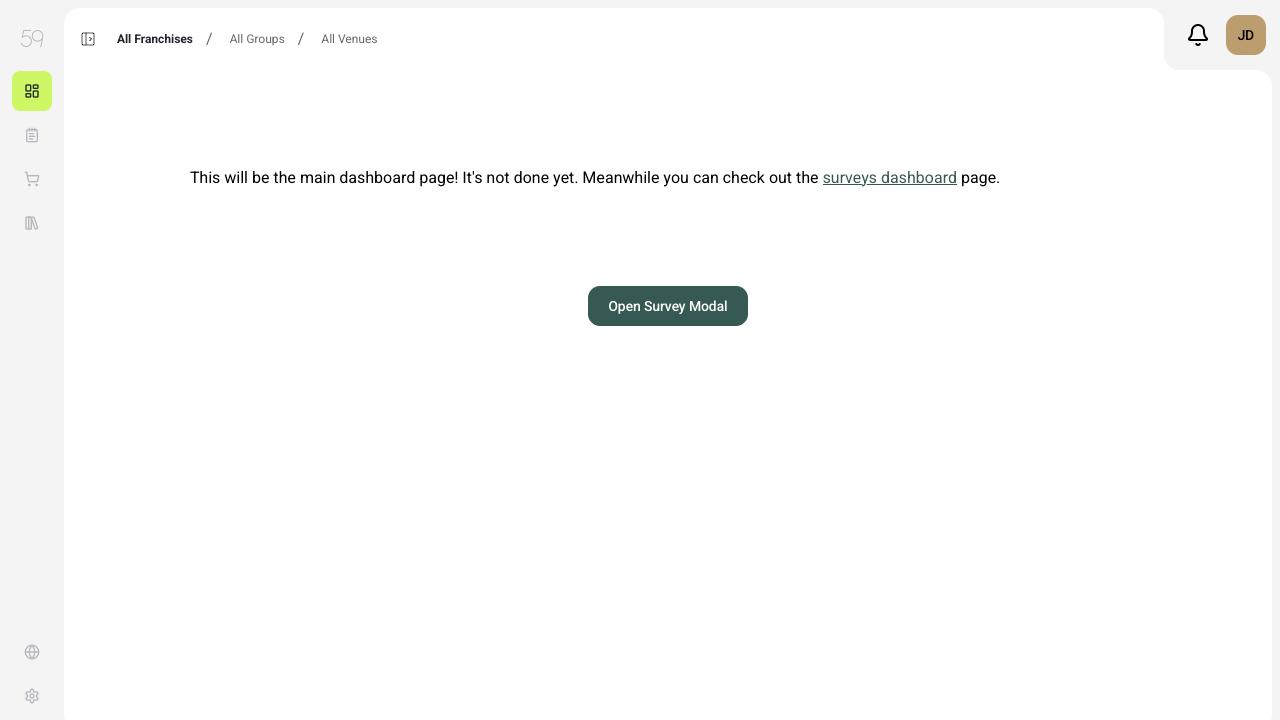 59
All Franchises / All Groups / All Venues
JD
This will be the main dashboard page! It's not done yet. Meanwhile you can check out the surveys dashboard page.
Open Survey Modal